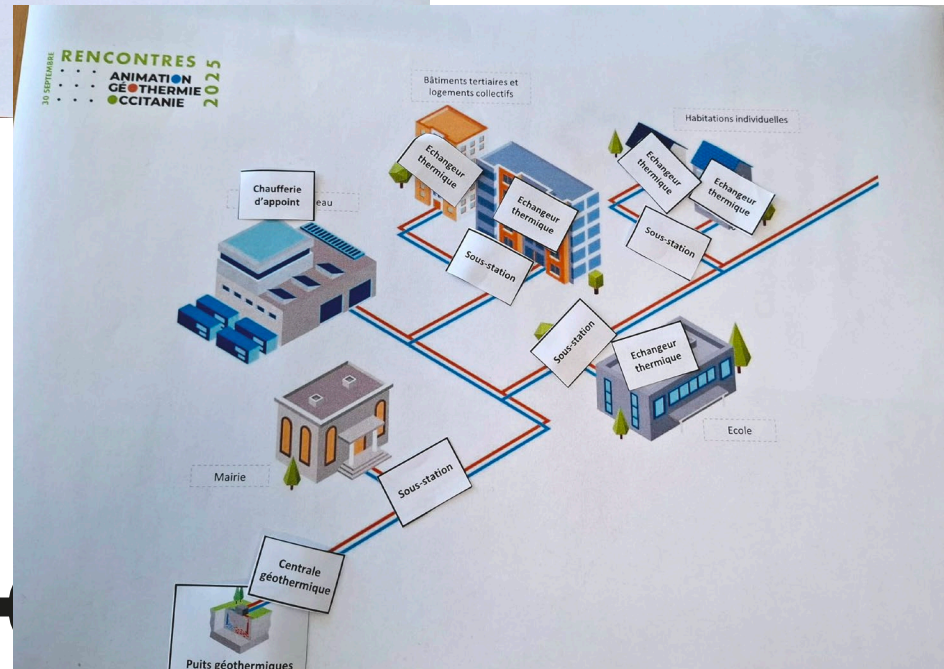 30 SEPTEMBRE
RENCONTRES
ANIMATION
GÉOTHERMIE
OCCITANIE
2025
Bâtiments tertiaires et
logements collectifs
Habitations individuelles
Echangeur
thermique
Echangeur
thermique
Echangeur
thermique
Echangeur
thermique
Chaufferie
d'appoint
eau
Sous-station
Sous-station
Sous-station
Echangeur
thermique
Ecole
Mairie
Sous-station
Centrale
géothermique
Puits géothermiques